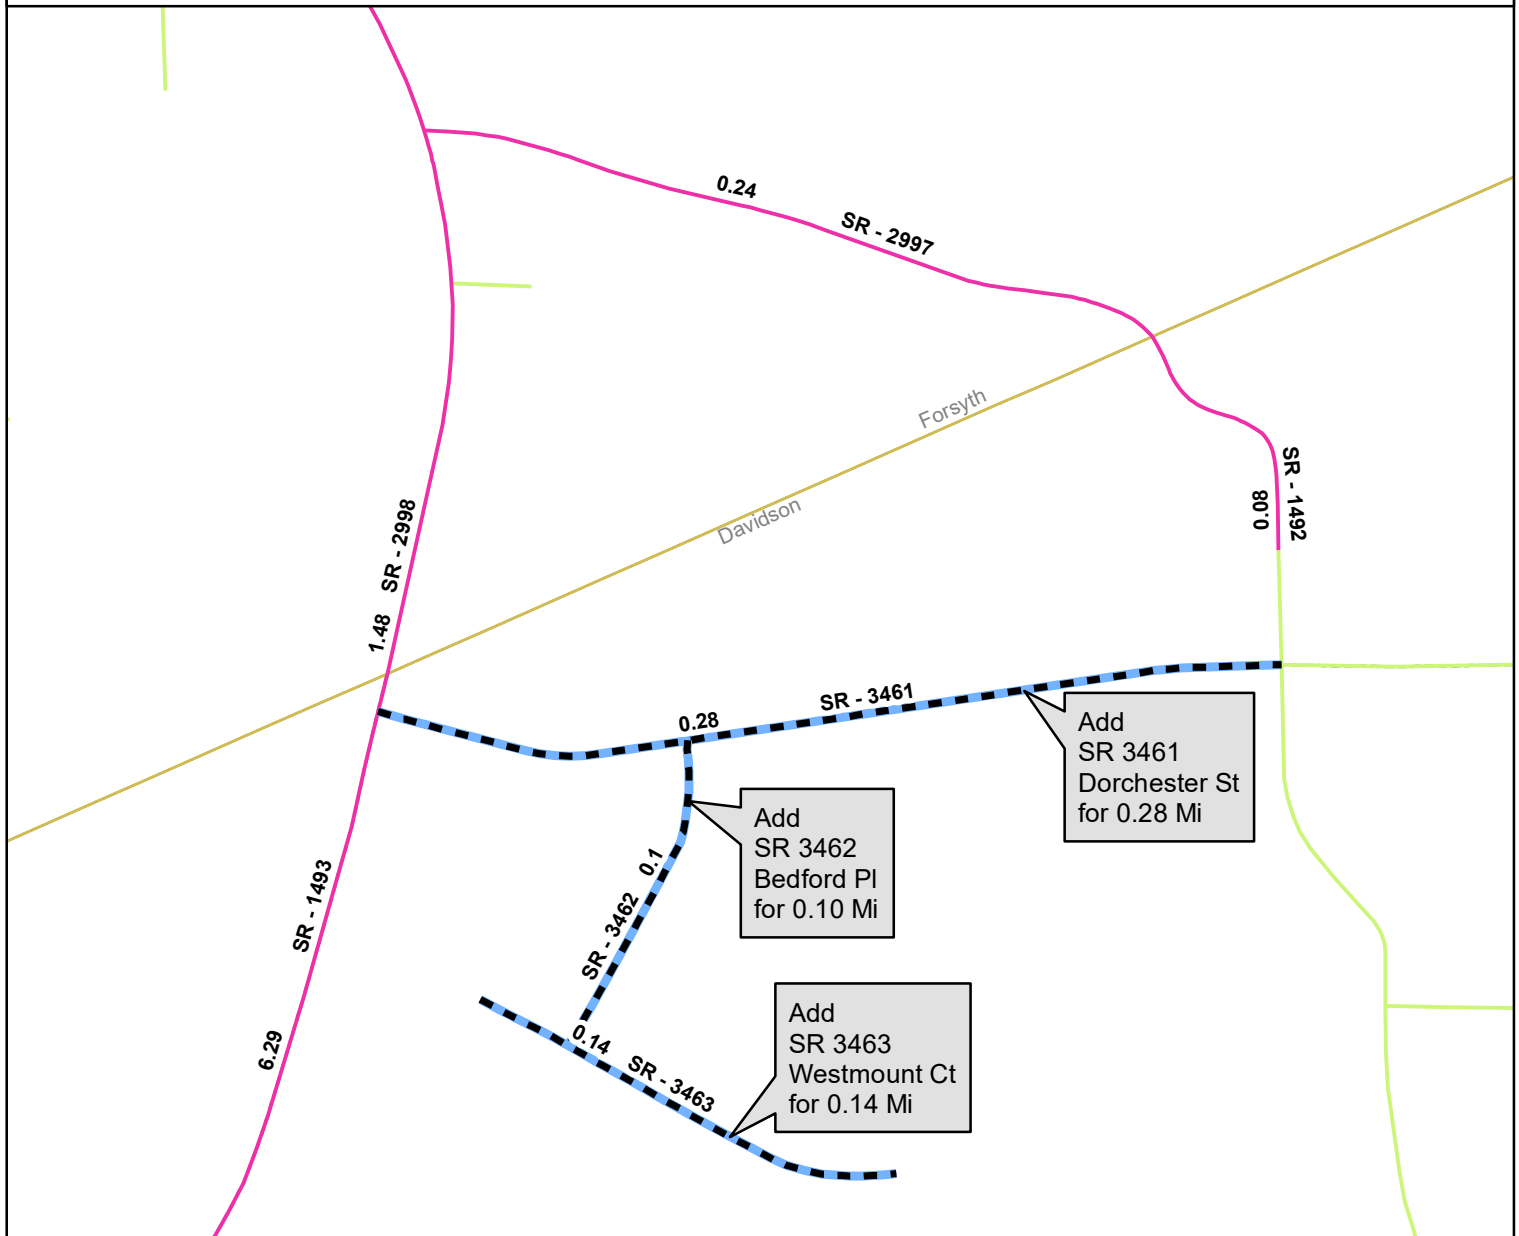 0.24
SR - 2997
Forsyth
Davidson
SR - 1492
0.08
SR - 2998
1.48
SR - 3461
0.28
Add
SR 3461
Dorchester St
for 0.28 Mi
Add
SR 3462
Bedford Pl
for 0.10 Mi
0.1
SR - 3462
SR - 1493
6.29
0.14
SR - 3463
Add
SR 3463
Westmount Ct
for 0.14 Mi